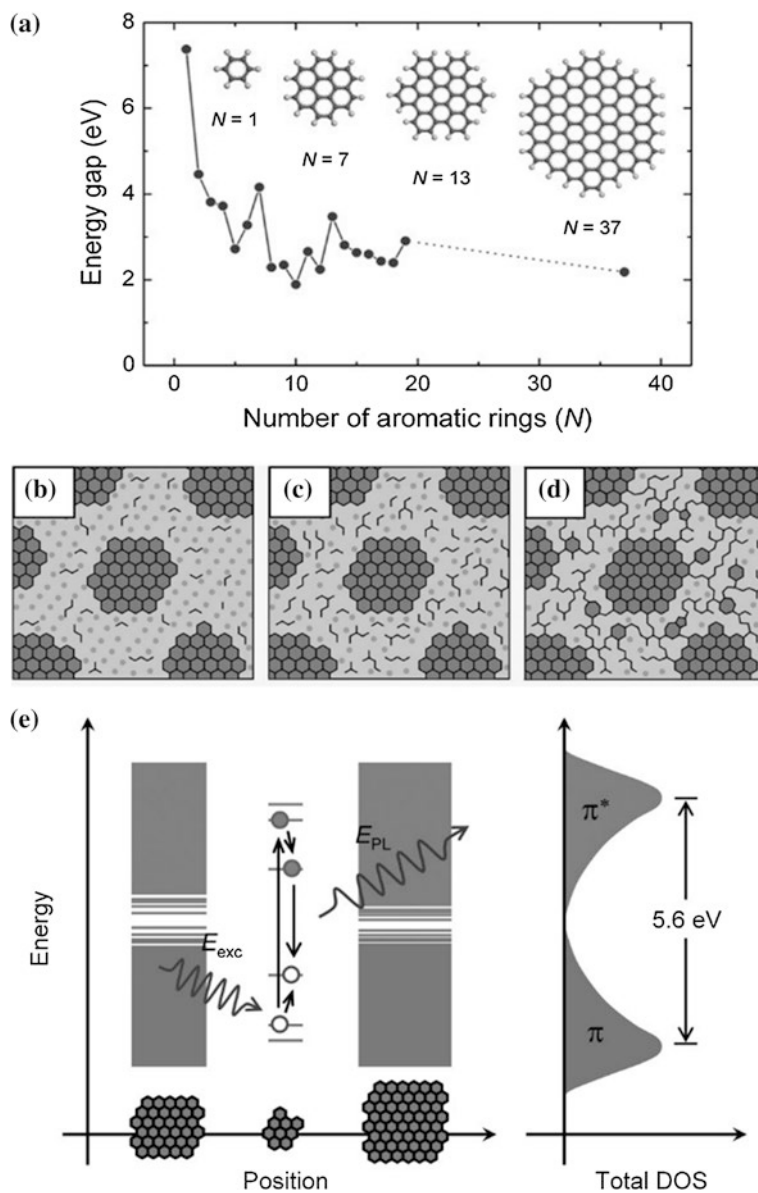 (a)
8
6
4
2
0
Energy gap (eV)
N = 1
N = 7
N = 13
N = 37
0
10
20
30
40
Number of aromatic rings (N)
(b)
(c)
(d)
(e)
Energy
E_exc
E_PL
Position
π*
5.6 eV
π
Total DOS